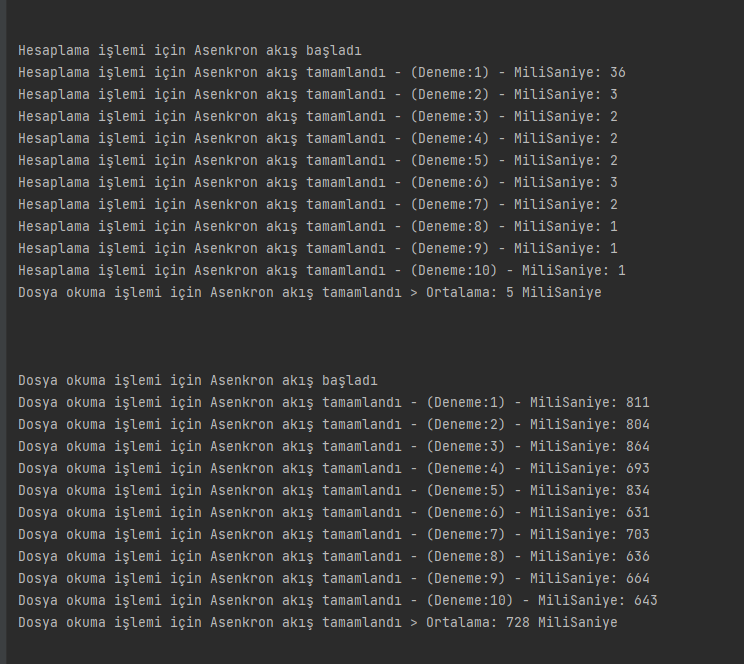 Hesaplama işlemi için Asenkron akış başladı
Hesaplama işlemi için Asenkron akış tamamlandı - (Deneme:1) - MiliSaniye: 36
Hesaplama işlemi için Asenkron akış tamamlandı - (Deneme:2) - MiliSaniye: 3
Hesaplama işlemi için Asenkron akış tamamlandı - (Deneme:3) - MiliSaniye: 2
Hesaplama işlemi için Asenkron akış tamamlandı - (Deneme:4) - MiliSaniye: 2
Hesaplama işlemi için Asenkron akış tamamlandı - (Deneme:5) - MiliSaniye: 2
Hesaplama işlemi için Asenkron akış tamamlandı - (Deneme:6) - MiliSaniye: 3
Hesaplama işlemi için Asenkron akış tamamlandı - (Deneme:7) - MiliSaniye: 2
Hesaplama işlemi için Asenkron akış tamamlandı - (Deneme:8) - MiliSaniye: 1
Hesaplama işlemi için Asenkron akış tamamlandı - (Deneme:9) - MiliSaniye: 1
Hesaplama işlemi için Asenkron akış tamamlandı - (Deneme:10) - MiliSaniye: 1
Dosya okuma işlemi için Asenkron akış tamamlandı > Ortalama: 5 MiliSaniye
Dosya okuma işlemi için Asenkron akış başladı
Dosya okuma işlemi için Asenkron akış tamamlandı - (Deneme:1) - MiliSaniye: 811
Dosya okuma işlemi için Asenkron akış tamamlandı - (Deneme:2) - MiliSaniye: 804
Dosya okuma işlemi için Asenkron akış tamamlandı - (Deneme:3) - MiliSaniye: 864
Dosya okuma işlemi için Asenkron akış tamamlandı - (Deneme:4) - MiliSaniye: 693
Dosya okuma işlemi için Asenkron akış tamamlandı - (Deneme:5) - MiliSaniye: 834
Dosya okuma işlemi için Asenkron akış tamamlandı - (Deneme:6) - MiliSaniye: 631
Dosya okuma işlemi için Asenkron akış tamamlandı - (Deneme:7) - MiliSaniye: 703
Dosya okuma işlemi için Asenkron akış tamamlandı - (Deneme:8) - MiliSaniye: 636
Dosya okuma işlemi için Asenkron akış tamamlandı - (Deneme:9) - MiliSaniye: 664
Dosya okuma işlemi için Asenkron akış tamamlandı - (Deneme:10) - MiliSaniye: 643
Dosya okuma işlemi için Asenkron akış tamamlandı > Ortalama: 728 MiliSaniye